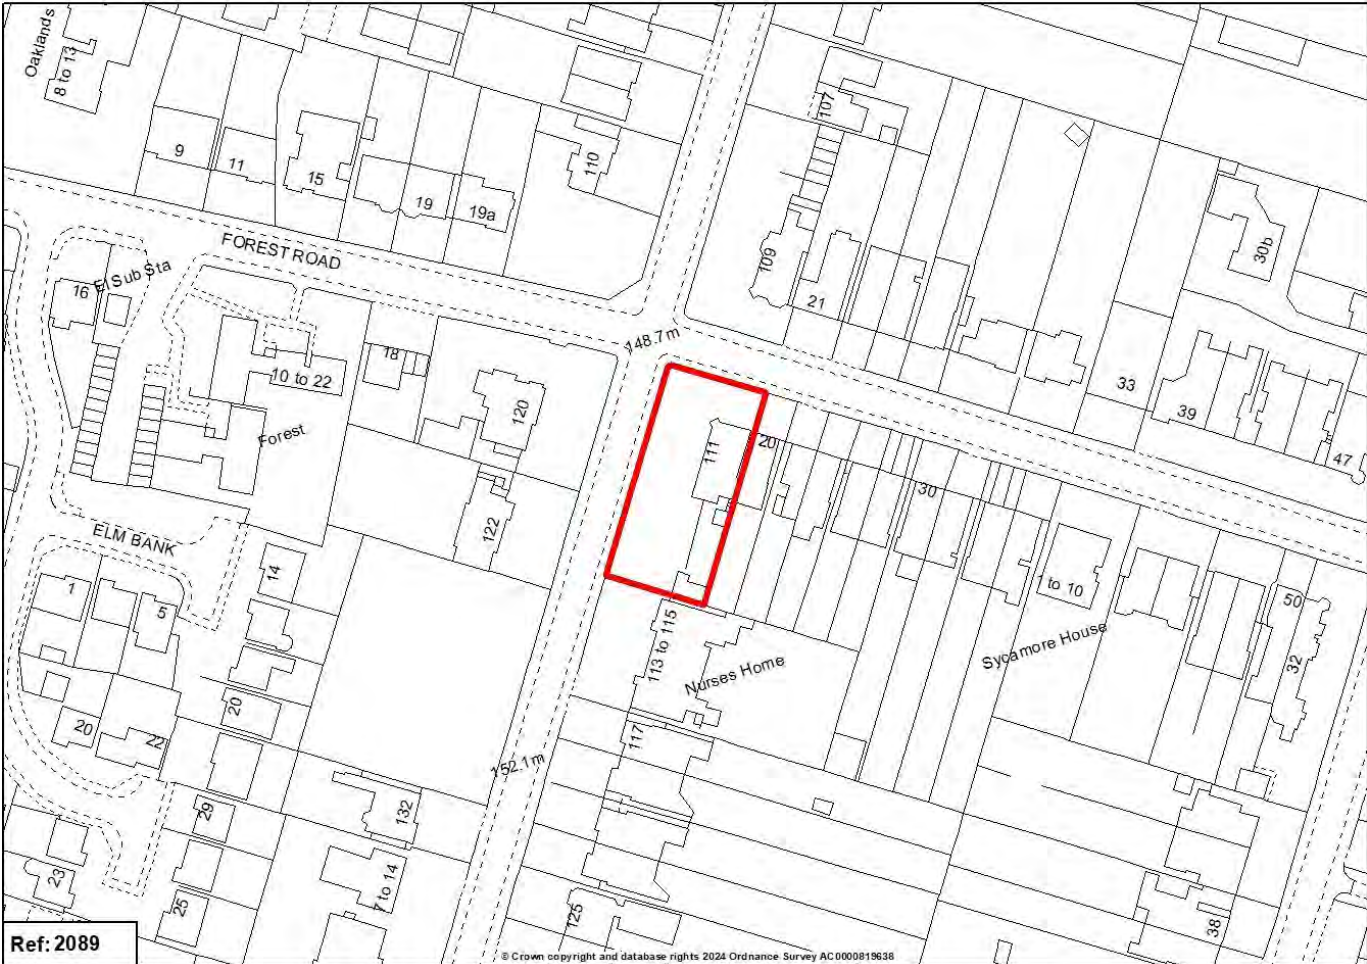 Oaklands
8 to 13
107
9
11
15
110
19
19a
30b
FOREST ROAD
109
El Sub Sta
16
21
148.7m
18
10 to 22
33
39
120
Forest
111
20
47
30
122
ELM BANK
14
1 to 10
1
5
50
113 to 115
Sycamore House
32
Nurses Home
20
20
22
117
152.1m
29
132
23
7 to 14
25
125
38
Ref: 2089
© Crown copyright and database rights 2024 Ordnance Survey AC0000819638